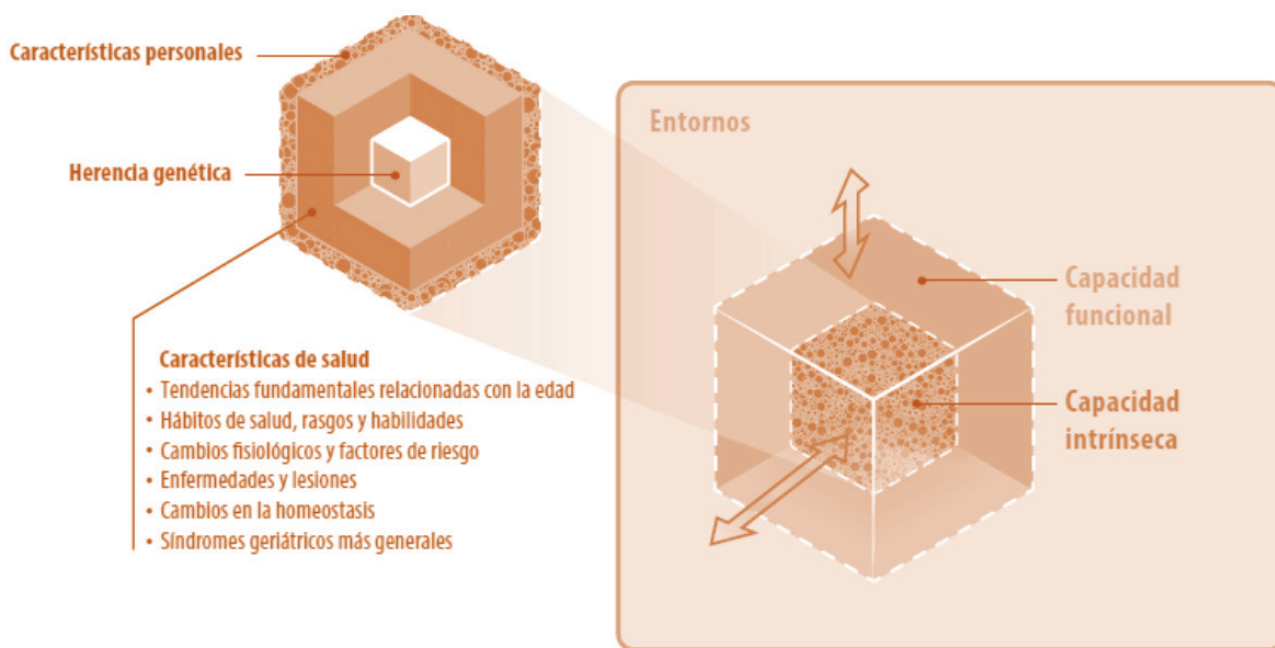 Características personales
Herencia genética
Características de salud
• Tendencias fundamentales relacionadas con la edad
• Hábitos de salud, rasgos y habilidades
• Cambios fisiológicos y factores de riesgo
• Enfermedades y lesiones
• Cambios en la homeostasis
• Síndromes geriátricos más generales
Entornos
Capacidad
funcional
Capacidad
intrínseca